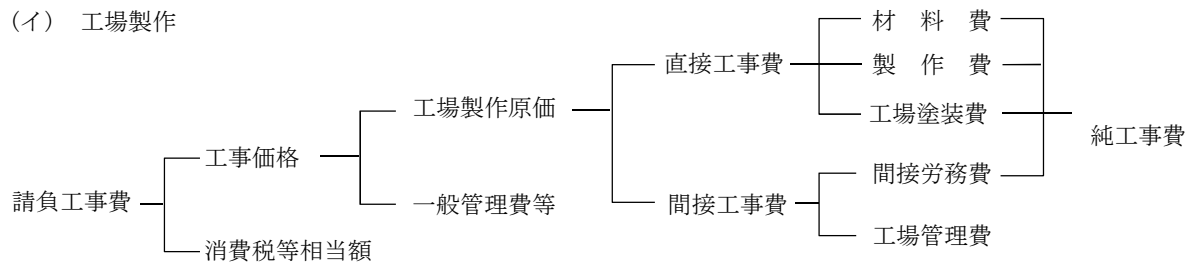 (イ) 工場製作
材料費
直接工事費
製作費
工場製作原価
工場塗装費
純工事費
工事価格
間接労務費
請負工事費
一般管理費等
間接工事費
工場管理費
消費税等相当額